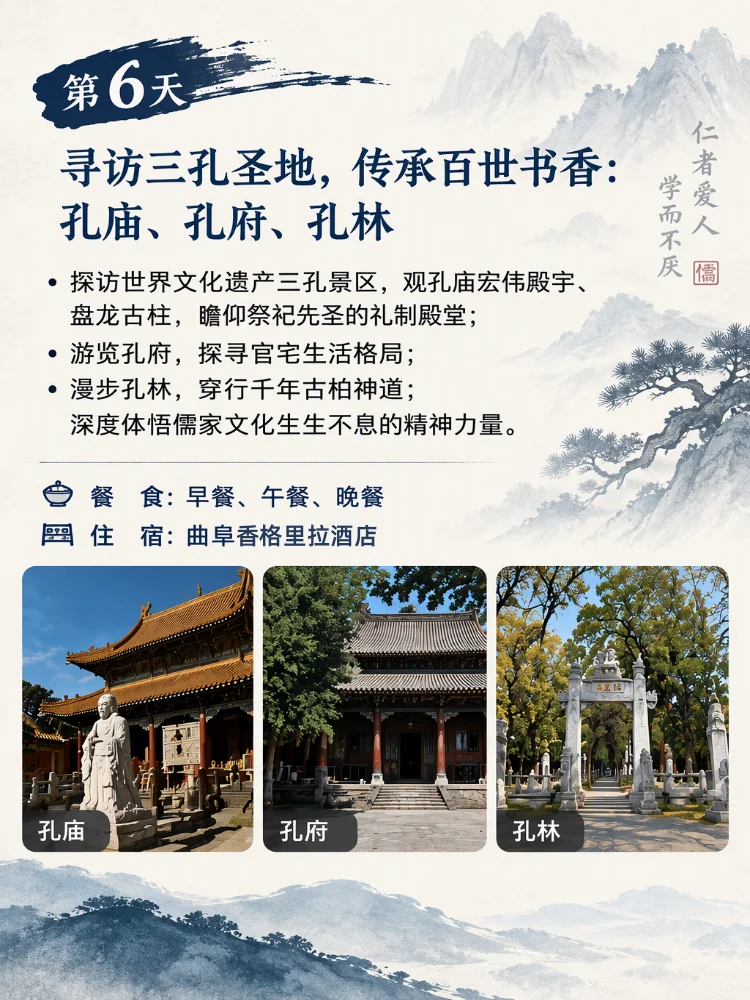 第6天
寻访三孔圣地，传承百世书香：
孔庙、孔府、孔林
仁者爱人
学而不厌
儒
• 探访世界文化遗产三孔景区，观孔庙宏伟殿宇、
盘龙古柱，瞻仰祭祀先圣的礼制殿堂；
• 游览孔府，探寻官宅生活格局；
• 漫步孔林，穿行千年古柏神道；
深度体悟儒家文化生生不息的精神力量。
餐　食：早餐、午餐、晚餐
住　宿：曲阜香格里拉酒店
孔庙
孔府
孔林